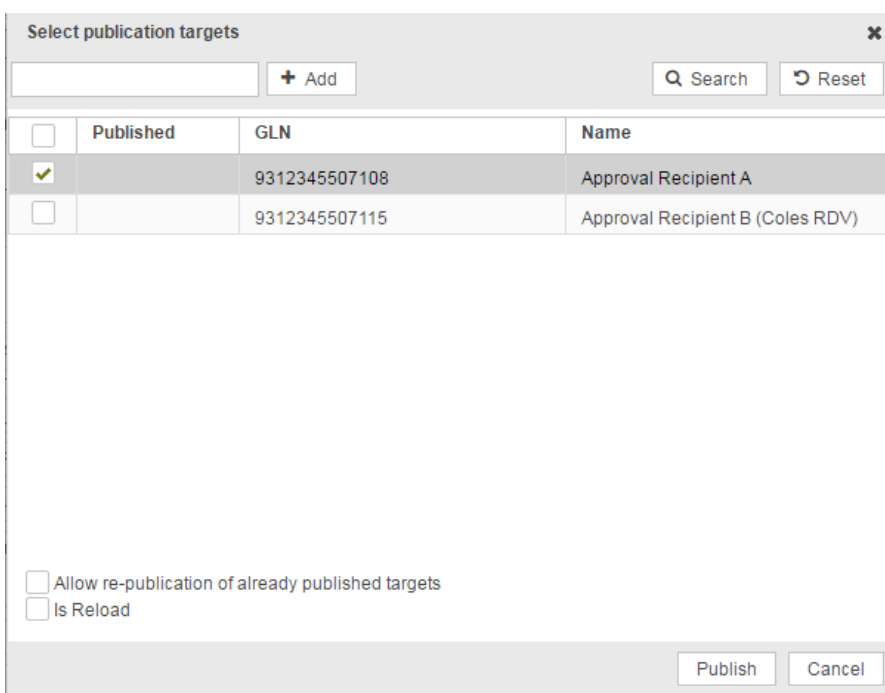 Select publication targets
Add
Search
Reset
Published GLN Name
9312345507108 Approval Recipient A
9312345507115 Approval Recipient B (Coles RDV)
Allow re-publication of already published targets
Is Reload
Publish
Cancel